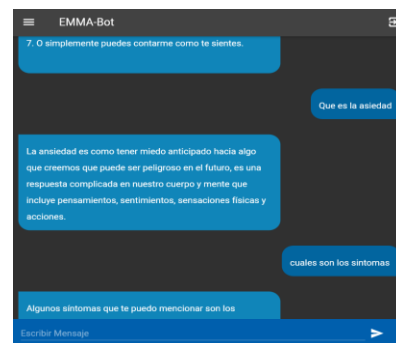 EMMA-Bot
7. O simplemente puedes contarme como te sientes.
Que es la asiedad
La ansiedad es como tener miedo anticipado hacia algo
que creemos que puede ser peligroso en el futuro, es una
respuesta complicada en nuestro cuerpo y mente que
incluye pensamientos, sentimientos, sensaciones físicas y
acciones.
cuales son los sintomas
Algunos síntomas que te puedo mencionar son los
Escribir Mensaje